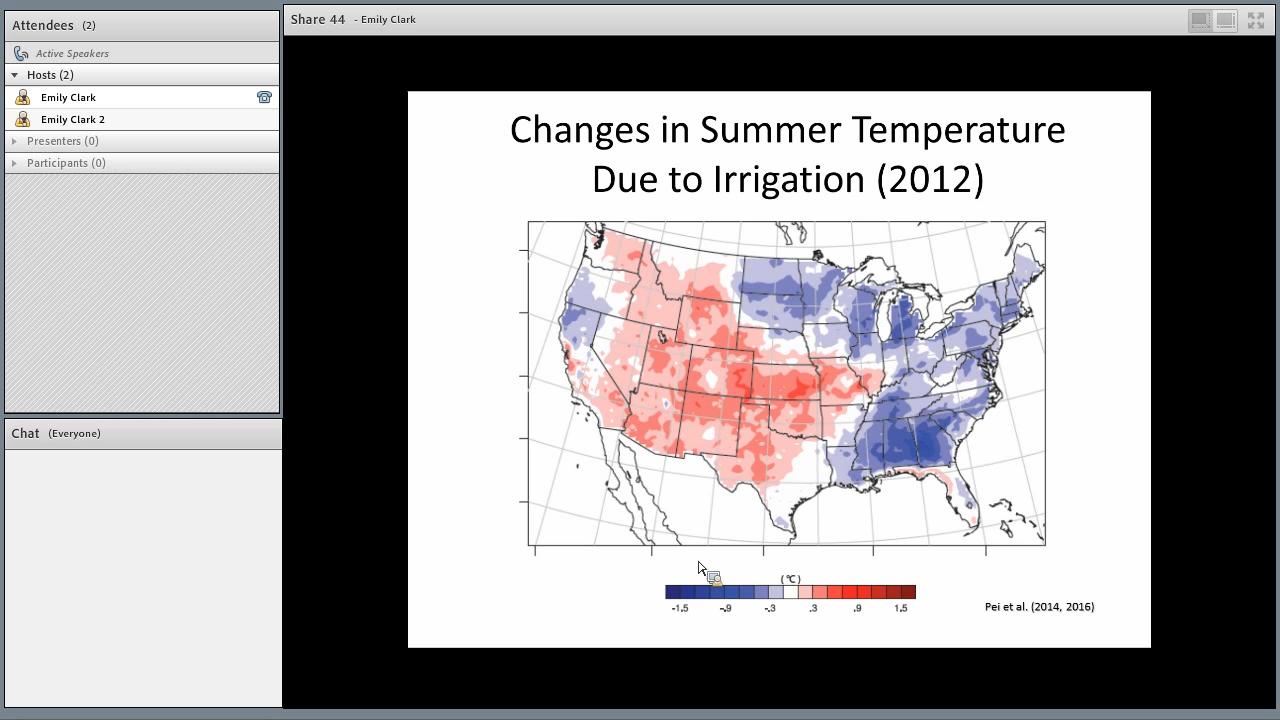 Attendees (2)
Active Speakers
Hosts (2)
Emily Clark
Emily Clark 2
Presenters (0)
Participants (0)
Chat (Everyone)
Share 44 - Emily Clark
Changes in Summer Temperature
Due to Irrigation (2012)
(℃)
-1.5 -.9 -.3 .3 .9 1.5
Pei et al. (2014, 2016)